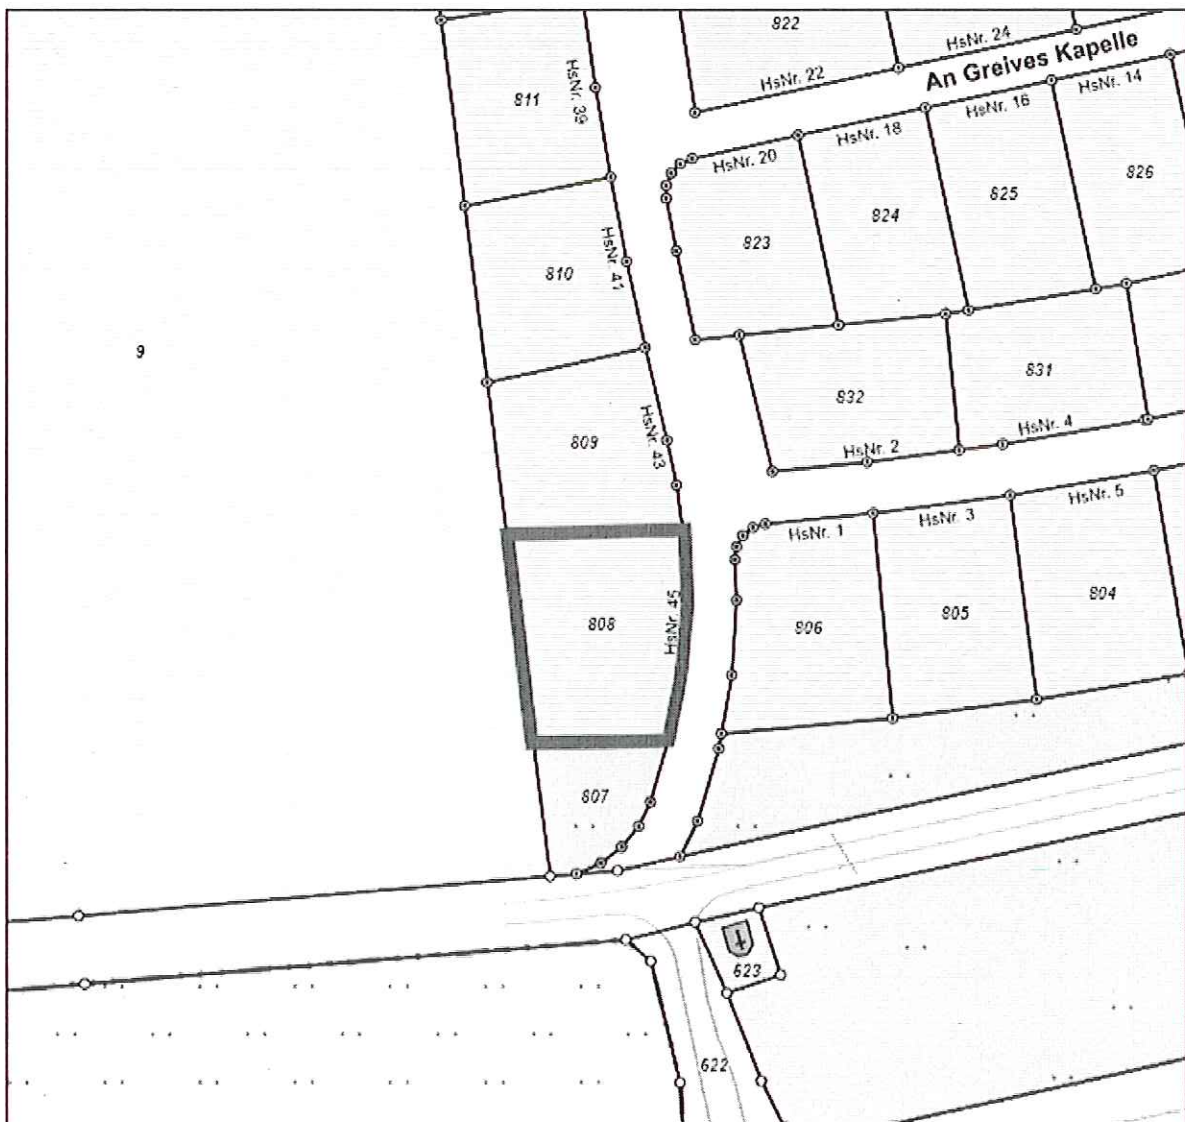 822
HsNr. 24
HsNr. 22
An Greives Kapelle
811
HsNr. 39
HsNr. 14
HsNr. 16
HsNr. 18
HsNr. 20
826
825
824
823
810
HsNr. 41
9
831
832
809
HsNr. 43
HsNr. 4
HsNr. 2
HsNr. 5
HsNr. 3
HsNr. 1
804
805
806
808
HsNr. 45
807
623
622